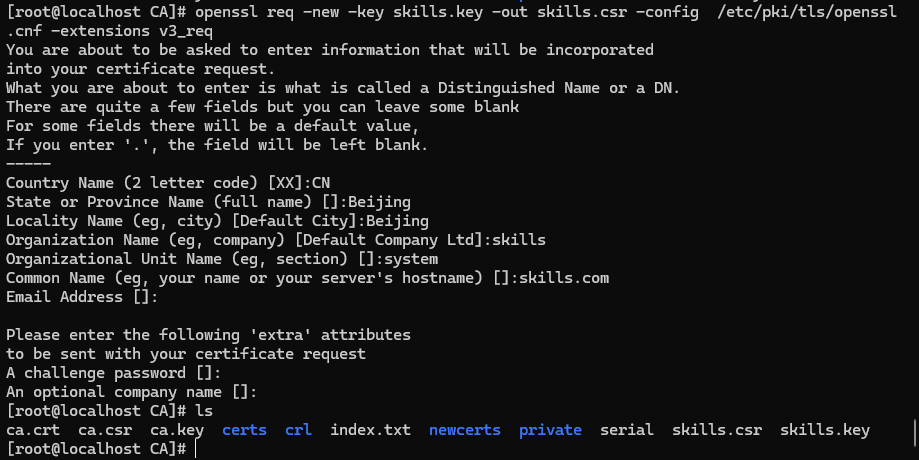 [root@localhost CA]# openssl req -new -key skills.key -out skills.csr -config  /etc/pki/tls/openssl
.cnf -extensions v3_req
You are about to be asked to enter information that will be incorporated
into your certificate request.
What you are about to enter is what is called a Distinguished Name or a DN.
There are quite a few fields but you can leave some blank
For some fields there will be a default value,
If you enter '.', the field will be left blank.
-----
Country Name (2 letter code) [XX]:CN
State or Province Name (full name) []:Beijing
Locality Name (eg, city) [Default City]:Beijing
Organization Name (eg, company) [Default Company Ltd]:skills
Organizational Unit Name (eg, section) []:system
Common Name (eg, your name or your server's hostname) []:skills.com
Email Address []:

Please enter the following 'extra' attributes
to be sent with your certificate request
A challenge password []:
An optional company name []:
[root@localhost CA]# ls
ca.crt  ca.csr  ca.key  certs  crl  index.txt  newcerts  private  serial  skills.csr  skills.key
[root@localhost CA]#